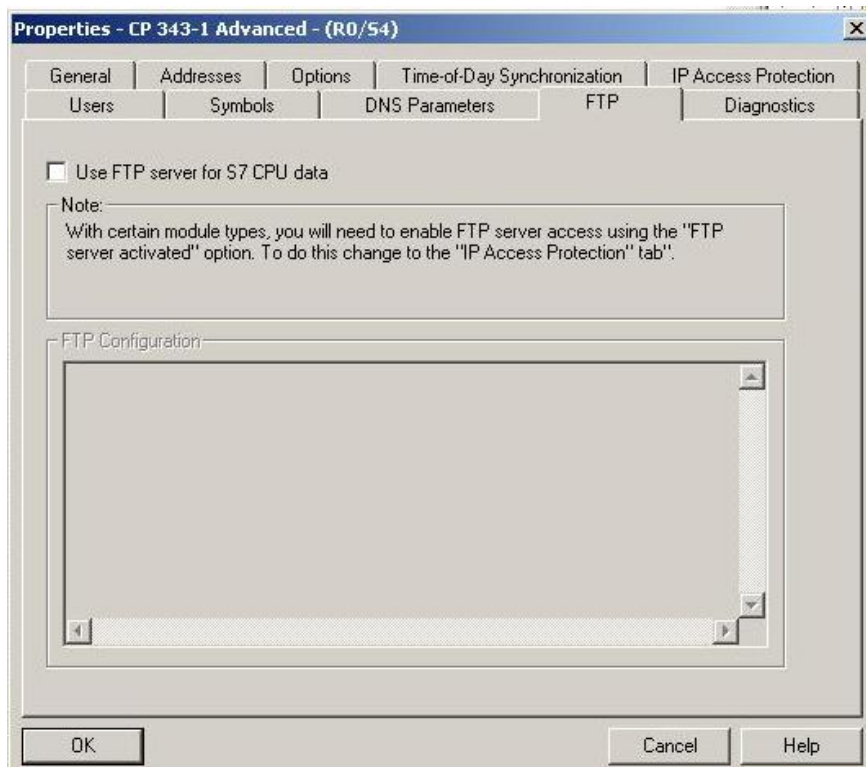 Properties - CP 343-1 Advanced - (R0/S4)
General Addresses Options Time-of-Day Synchronization IP Access Protection
Users Symbols DNS Parameters FTP Diagnostics
Use FTP server for S7 CPU data
Note:
With certain module types, you will need to enable FTP server access using the "FTP
server activated" option. To do this change to the "IP Access Protection" tab".
FTP Configuration
OK Cancel Help